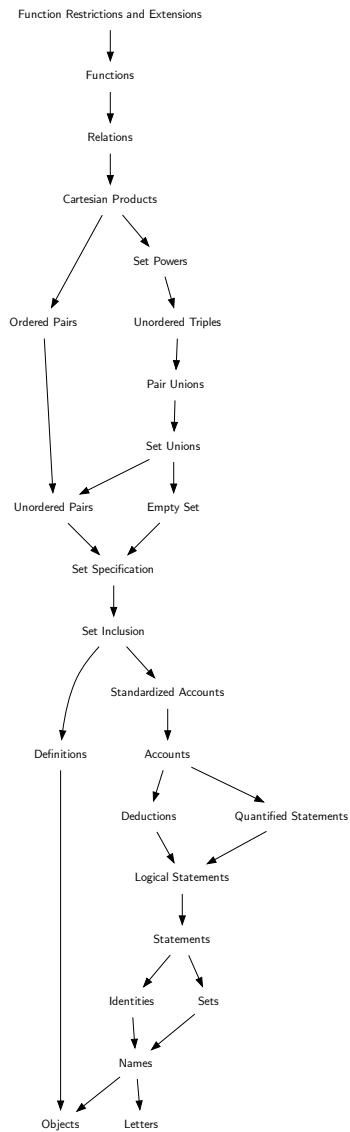 Function Restrictions and Extensions
Functions
Relations
Cartesian Products
Set Powers
Ordered Pairs
Unordered Triples
Pair Unions
Set Unions
Unordered Pairs
Empty Set
Set Specification
Set Inclusion
Standardized Accounts
Definitions
Accounts
Deductions
Quantified Statements
Logical Statements
Statements
Identities
Sets
Names
Objects
Letters